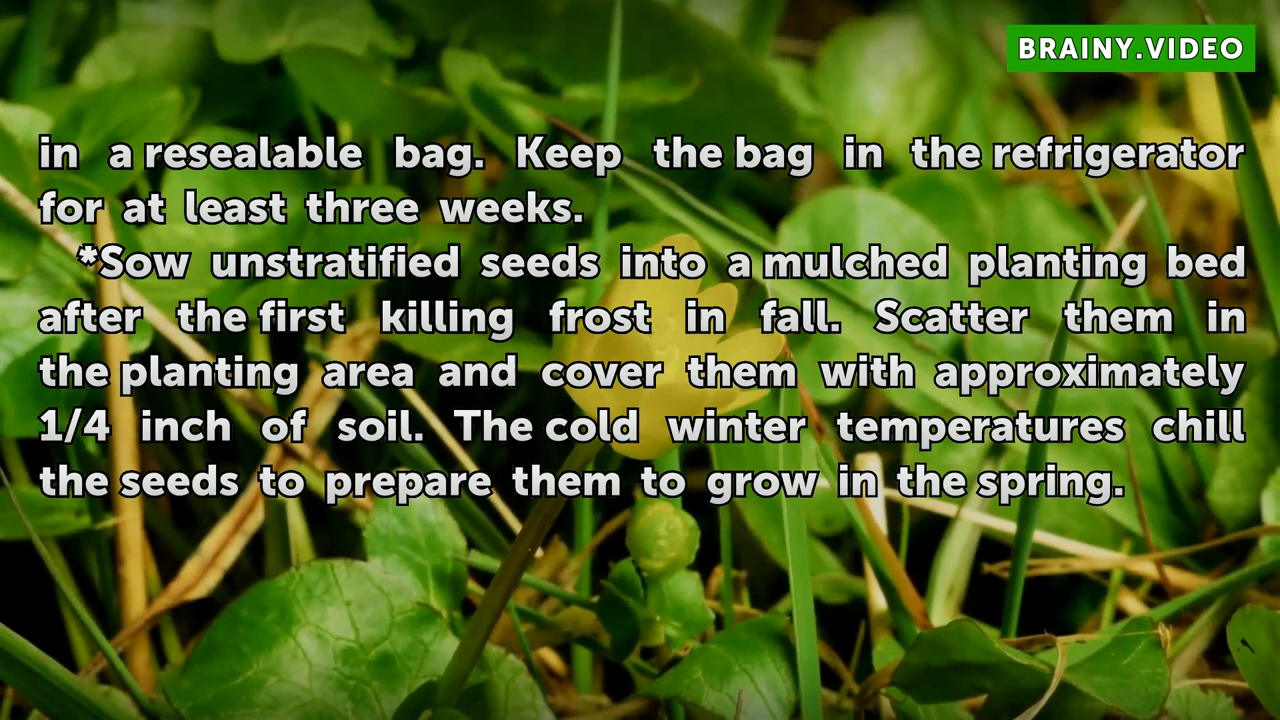 BRAINY.VIDEO
in a resealable bag. Keep the bag in the refrigerator
for at least three weeks.
*Sow unstratified seeds into a mulched planting bed
after the first killing frost in fall. Scatter them in
the planting area and cover them with approximately
1/4 inch of soil. The cold winter temperatures chill
the seeds to prepare them to grow in the spring.